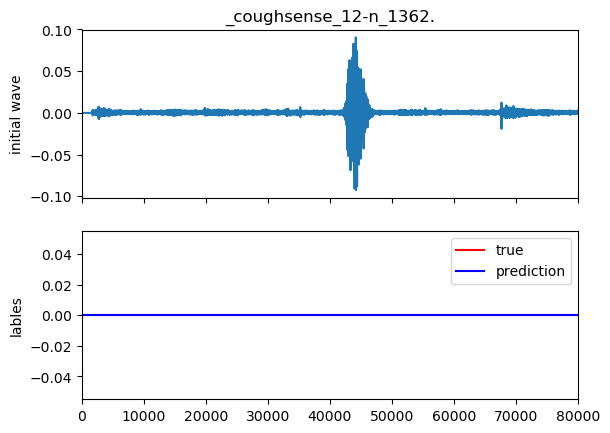 _coughsense_12-n_1362.
0.10
0.05
0.00
−0.05
−0.10
initial wave
0.04
0.02
0.00
−0.02
−0.04
lables
true
prediction
0 10000 20000 30000 40000 50000 60000 70000 80000